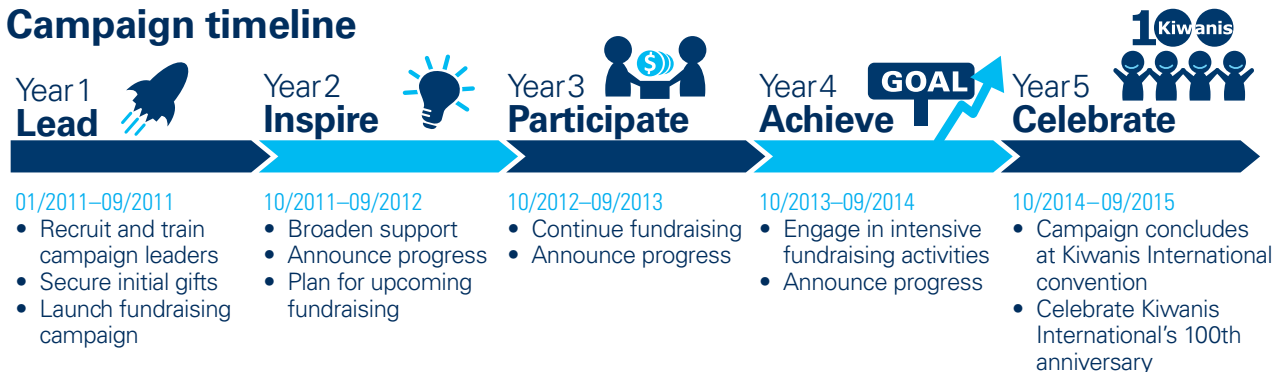 Campaign timeline
Year 1
Lead
01/2011–09/2011
• Recruit and train
campaign leaders
• Secure initial gifts
• Launch fundraising
campaign
Year 2
Inspire
10/2011–09/2012
• Broaden support
• Announce progress
• Plan for upcoming
fundraising
Year 3
$
Participate
10/2012–09/2013
• Continue fundraising
• Announce progress
Year 4
GOAL
Achieve
10/2013–09/2014
• Engage in intensive
fundraising activities
• Announce progress
100
Kiwanis
Year 5
Celebrate
10/2014–09/2015
• Campaign concludes
at Kiwanis International
convention
• Celebrate Kiwanis
International's 100th
anniversary